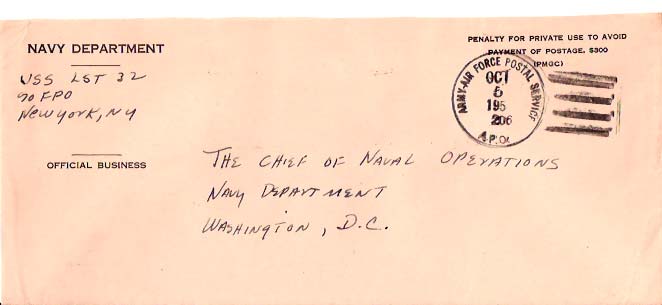 NAVY DEPARTMENT
USS LST 32
℅ FPO
New york, NY
OFFICIAL BUSINESS
PENALTY FOR PRIVATE USE TO AVOID
PAYMENT OF POSTAGE, $300
(PMGC)
ARMY-AIR FORCE POSTAL SERVICE
OCT
5
195
206
A.P.O.
THE CHIEF OF NAVAL OPERATIONS
NAVY DEPARTMENT
WASHINGTON, D.C.